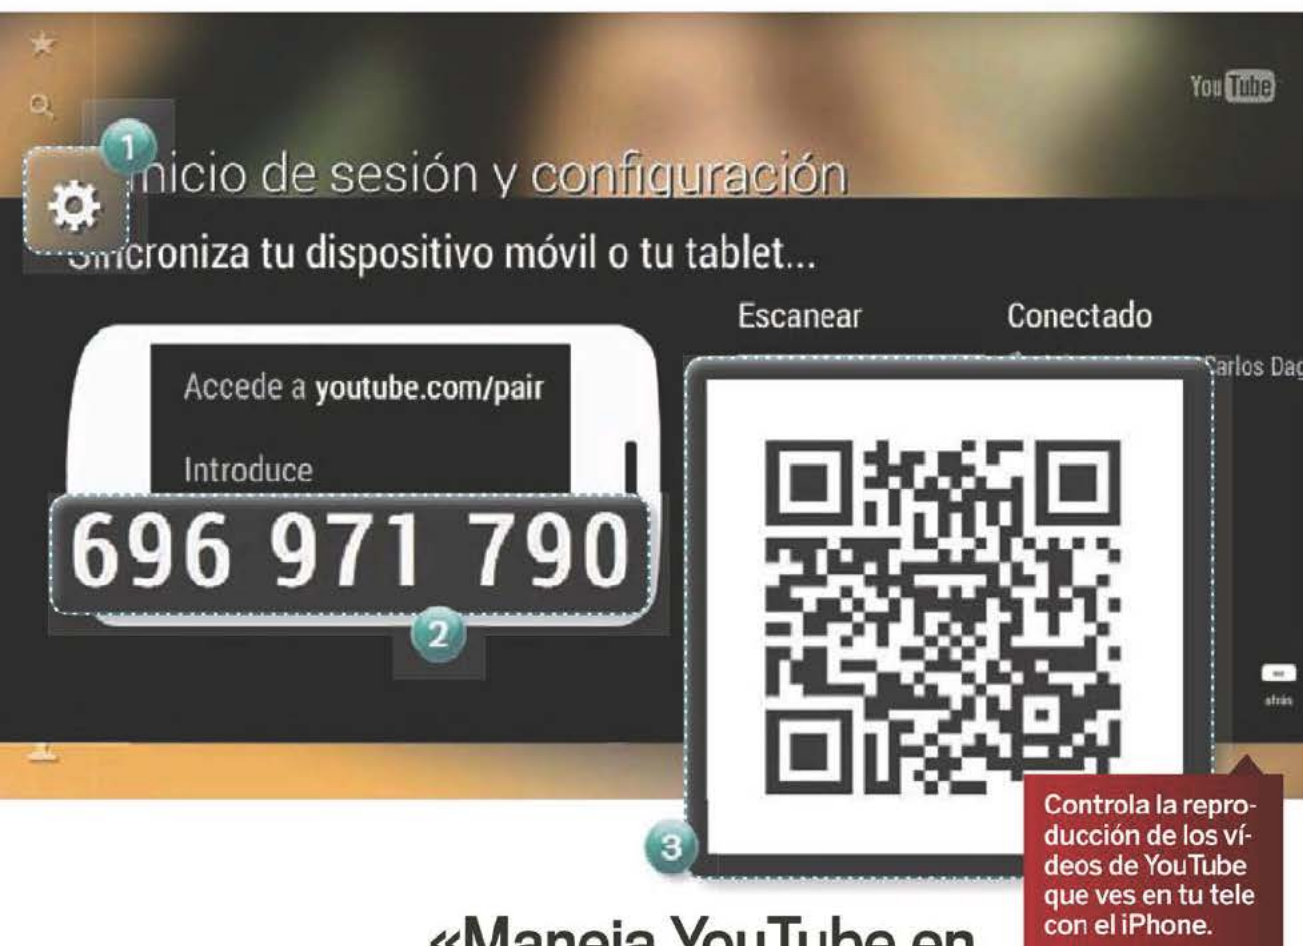 YouTube
1
nicio de sesión y configuración
Sincroniza tu dispositivo móvil o tu tablet...
Escanear
Conectado
Carlos Dag
Accede a youtube.com/pair
Introduce
696 971 790
2
atrás
3
Controla la repro-
ducción de los ví-
deos de YouTube
que ves en tu tele
con el iPhone.
«Maneja YouTube en